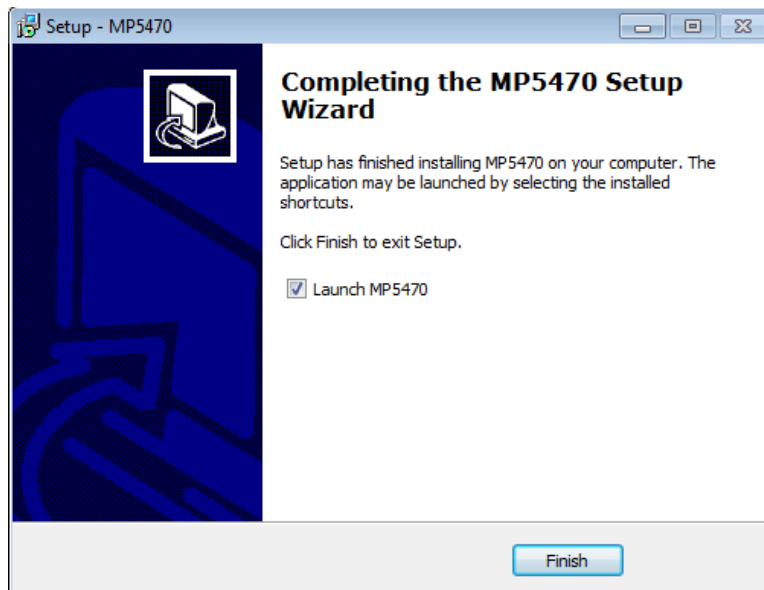 Setup - MP5470
Completing the MP5470 Setup
Wizard
Setup has finished installing MP5470 on your computer. The
application may be launched by selecting the installed
shortcuts.
Click Finish to exit Setup.
Launch MP5470
Finish